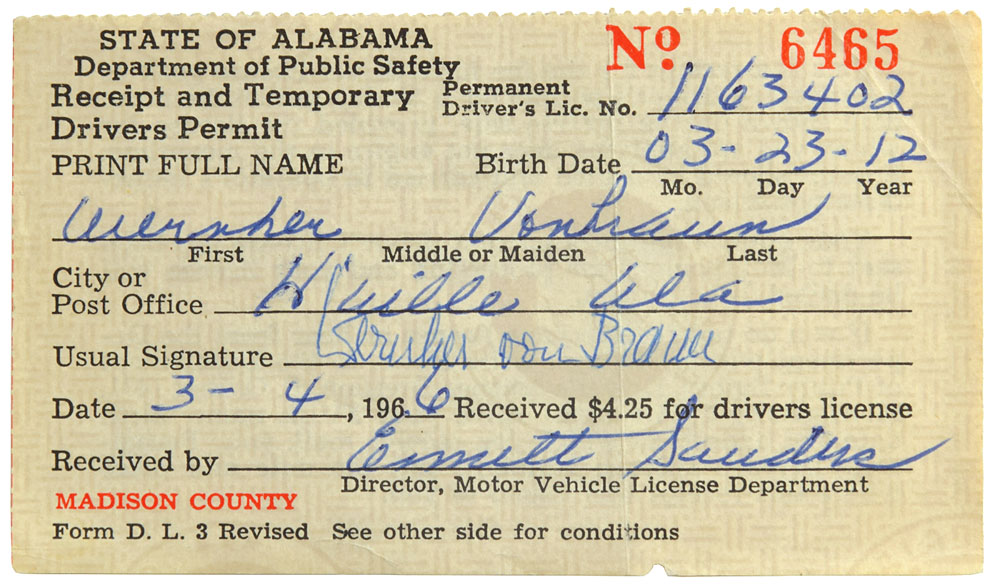 STATE OF ALABAMA Nº. 6465
Department of Public Safety
Receipt and Temporary Permanent Driver's Lic. No. 1163402
Drivers Permit
PRINT FULL NAME Birth Date 03-23-12
Mo. Day Year
Wernher Vonbraun
First Middle or Maiden Last
City or Post Office H'ville Ala
Usual Signature Wernher von Braun
Date 3-4, 1966 Received $4.25 for drivers license
Received by Emmett Sanders
Director, Motor Vehicle License Department
MADISON COUNTY
Form D. L. 3 Revised See other side for conditions